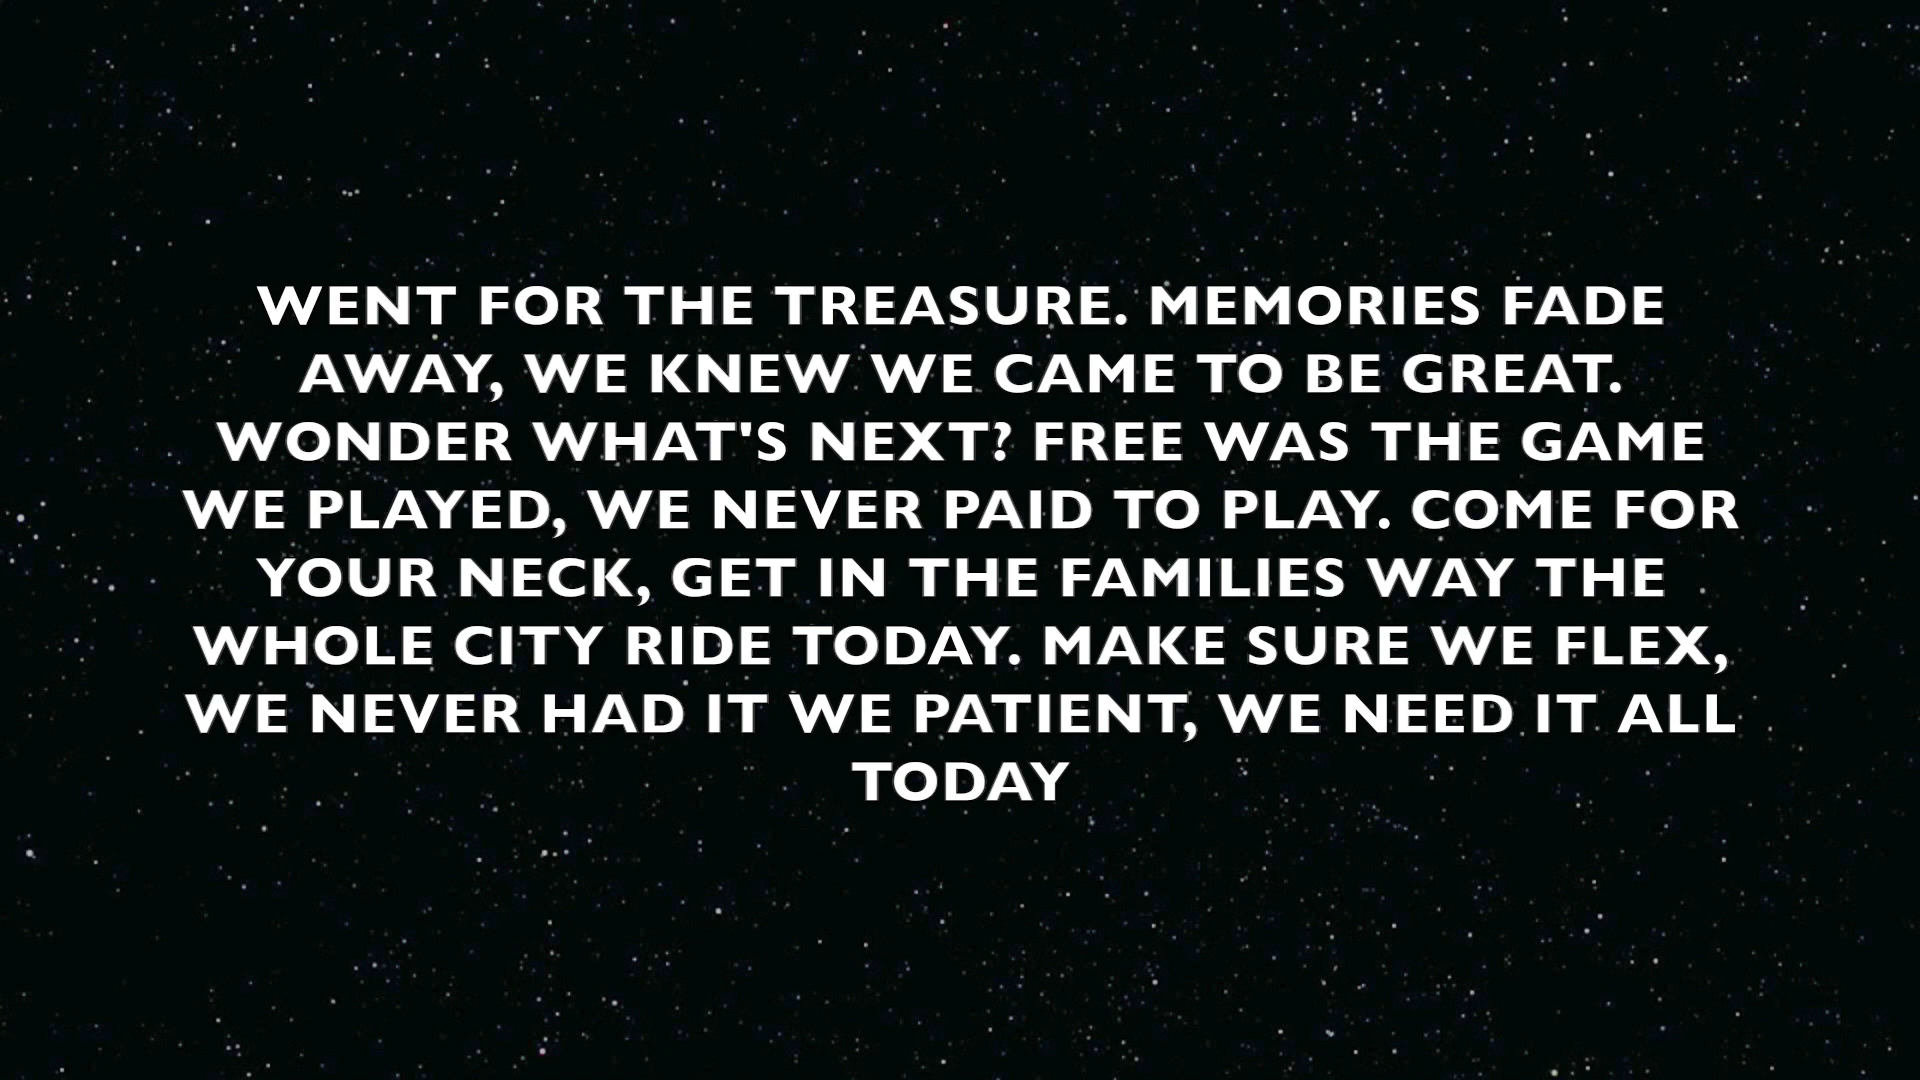 WENT FOR THE TREASURE. MEMORIES FADE
AWAY, WE KNEW WE CAME TO BE GREAT.
WONDER WHAT'S NEXT? FREE WAS THE GAME
WE PLAYED, WE NEVER PAID TO PLAY. COME FOR
YOUR NECK, GET IN THE FAMILIES WAY THE
WHOLE CITY RIDE TODAY. MAKE SURE WE FLEX,
WE NEVER HAD IT WE PATIENT, WE NEED IT ALL
TODAY